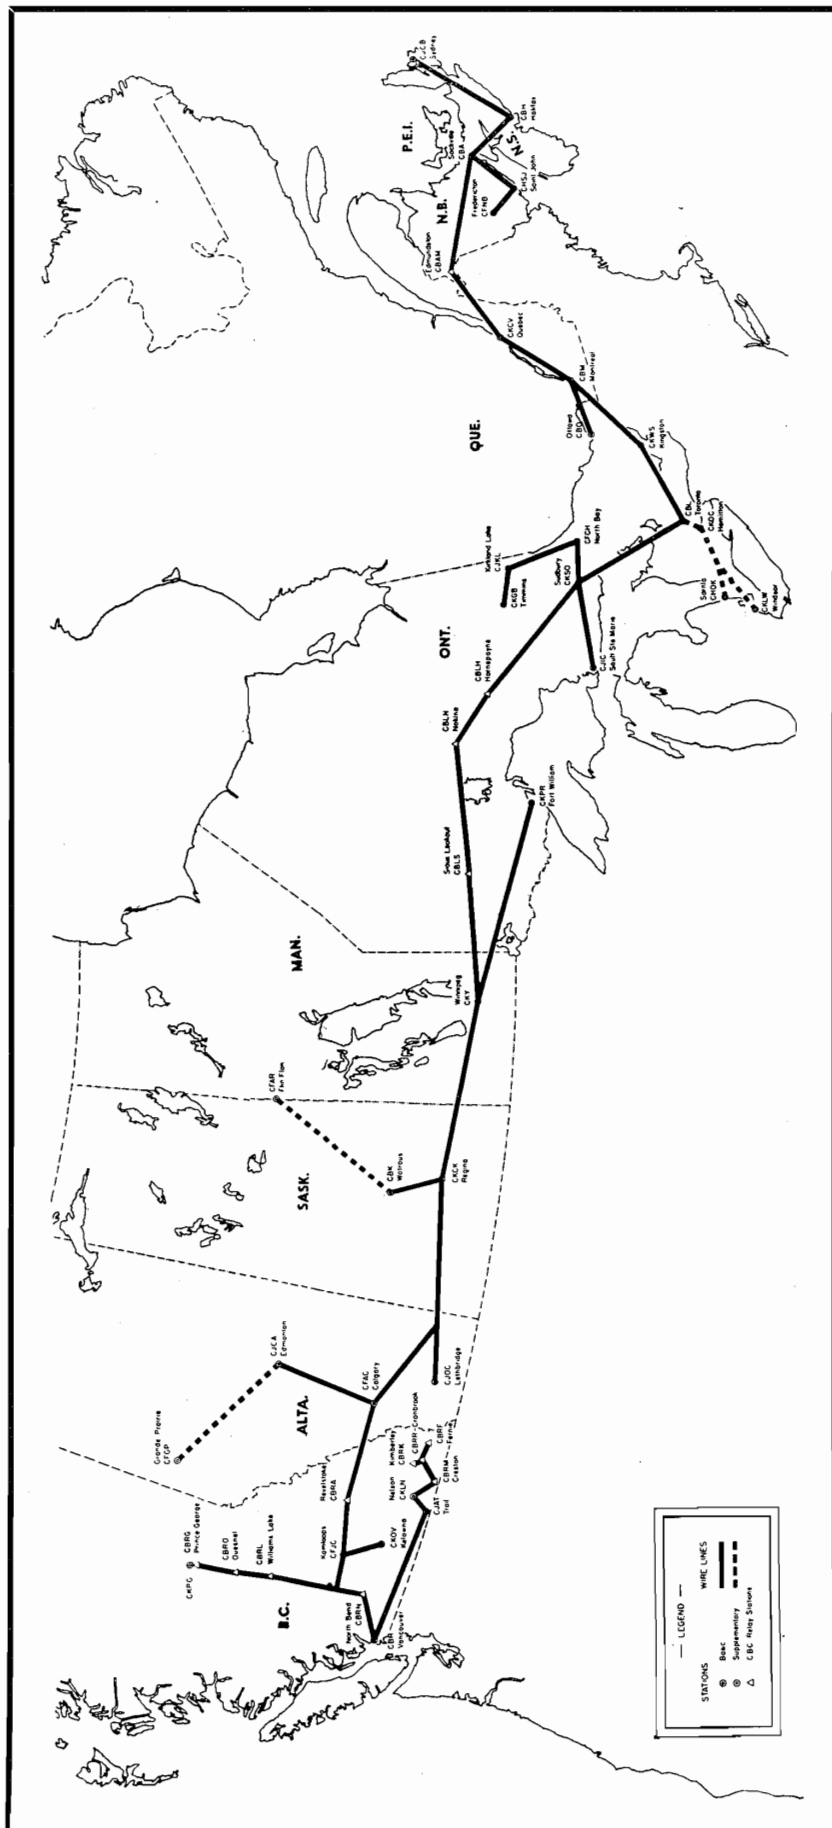 B.C.
ALTA.
SASK.
MAN.
ONT.
QUE.
N.B.
P.E.I.
N.S.
CKPG
CBRG
Prince George
CBRQ
Quesnel
CBRL
Williams Lake
Kamloops
CFJC
North Bend
CBRN
CBR
Vancouver
Revelstoke
CBRA
CKOV
Kelowna
CJAT
Trail
Nelson
CKLN
CBRM
Creston
Kimberley
CBRK
CBRR-Cranbrook
CBRF
Fernie
Grande Prairie
CFGP
CJCA
Edmonton
CFAC
Calgary
CJOC
Lethbridge
CBK
Watrous
CKCK
Regina
CFAR
Flin Flon
Winnipeg
CKY
Sioux Lookout
CBLS
CKPR
Fort William
CBLN
Nakina
CBLH
Hornepayne
CJIC
Sault Ste Marie
CKGB
Timmins
Kirkland Lake
CJKL
Sudbury
CKSO
CFCH
North Bay
CBL
Toronto
CKOC
Hamilton
Sarnia
CHOK
CKLW
Windsor
CKWS
Kingston
Ottawa
CBO
CBM
Montreal
CKCV
Quebec
Edmundston
CBAM
Fredericton
CFNB
CHSJ
Saint John
Sackville
CBA
CBH
Halifax
CJCB
Sydney
— LEGEND —
STATIONS WIRE LINES
Basic
Supplementary
CBC Relay Stations